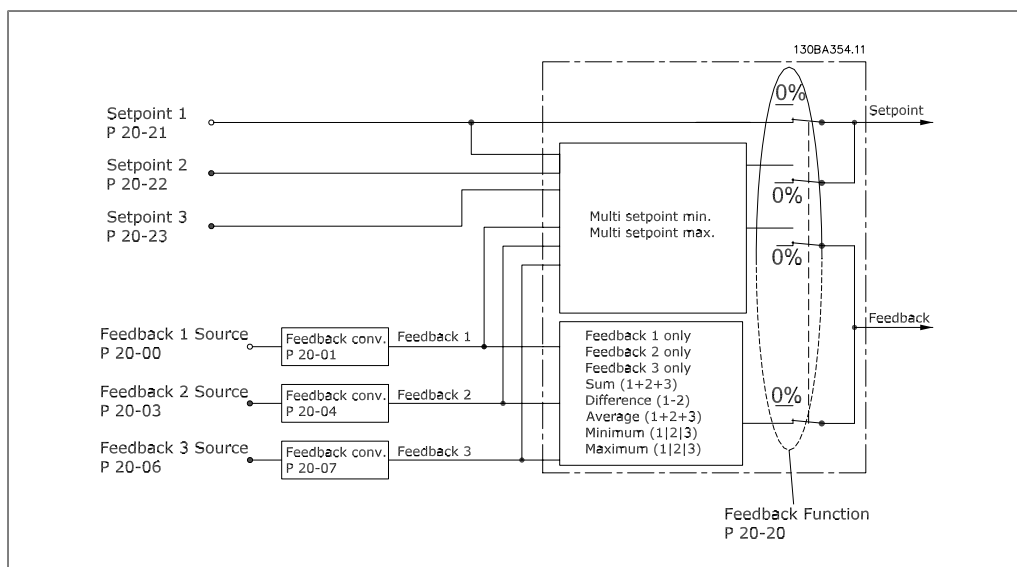 130BA354.11
0%
Setpoint
Setpoint 1
P 20-21
Setpoint 2
P 20-22
0%
Setpoint 3
P 20-23
Multi setpoint min.
Multi setpoint max.
0%
Feedback
Feedback 1 Source
P 20-00
Feedback conv.
P 20-01
Feedback 1
Feedback 2 Source
P 20-03
Feedback conv.
P 20-04
Feedback 2
Feedback 3 Source
P 20-06
Feedback conv.
P 20-07
Feedback 3
Feedback 1 only
Feedback 2 only
Feedback 3 only
Sum (1+2+3)
Difference (1-2)
Average (1+2+3)
Minimum (1|2|3)
Maximum (1|2|3)
0%
Feedback Function
P 20-20